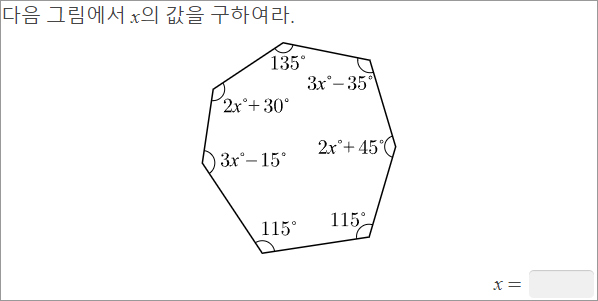 다음 그림에서 x의 값을 구하여라.
135°
3x°−35°
2x°+30°
2x°+45°
3x°−15°
115°
115°
x =